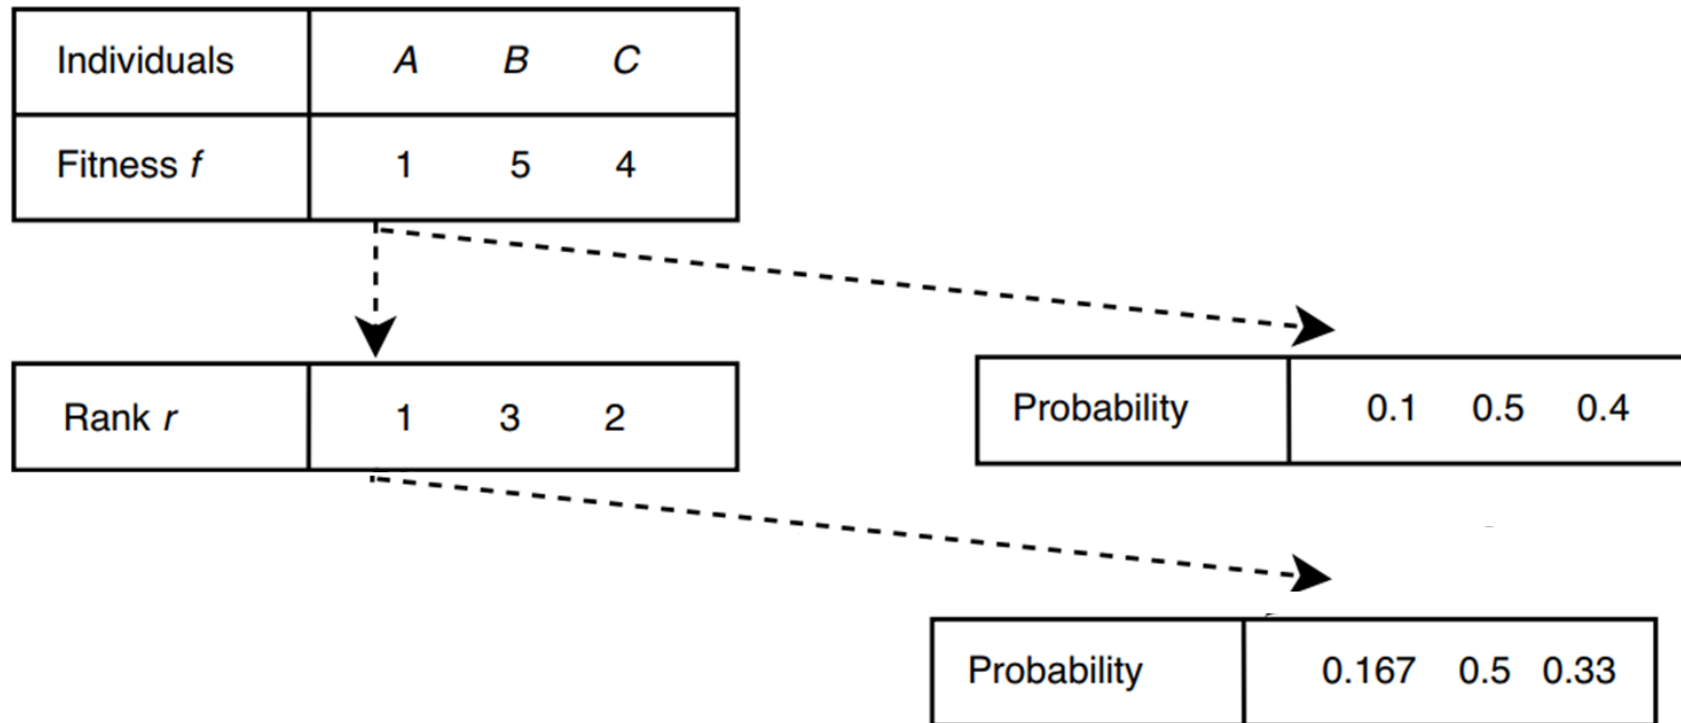 Individuals A B C
Fitness f 1 5 4
Rank r 1 3 2
Probability 0.1 0.5 0.4
Probability 0.167 0.5 0.33